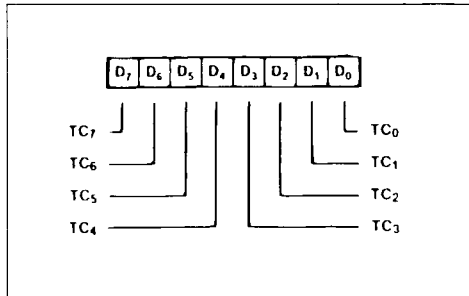 D₇ D₆ D₅ D₄ D₃ D₂ D₁ D₀
TC₇ TC₀
TC₆ TC₁
TC₅ TC₂
TC₄ TC₃